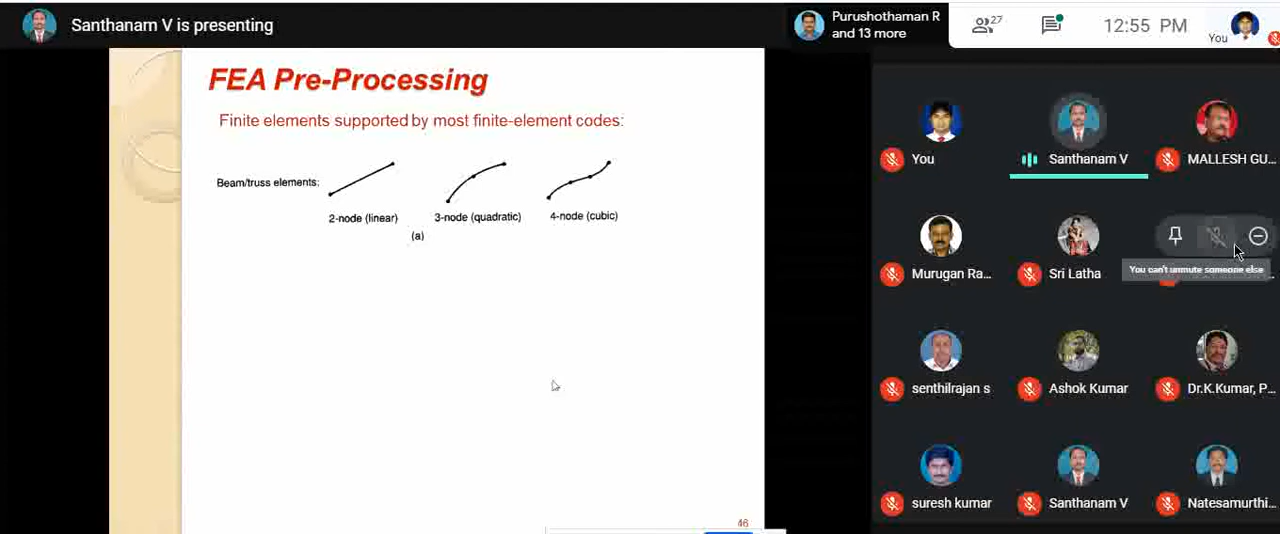 Santhanam V is presenting
Purushothaman R
and 13 more
27
12:55 PM
You
FEA Pre-Processing
Finite elements supported by most finite-element codes:
Beam/truss elements:
2-node (linear)
3-node (quadratic)
4-node (cubic)
(a)
46
You
Santhanam V
MALLESH GU...
Murugan Ra...
Sri Latha
You can't unmute someone else
senthilrajan s
Ashok Kumar
Dr.K.Kumar, P...
suresh kumar
Santhanam V
Natesamurthi...